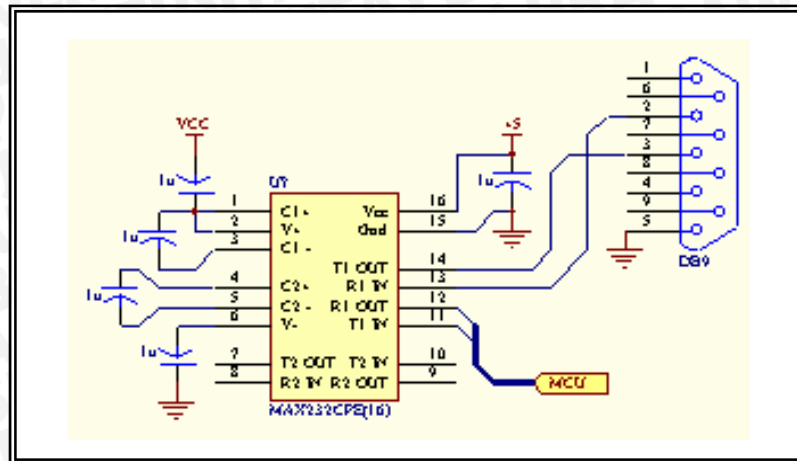 VCC
+5
1u
1u
1u
1u
1u
U?
1 C1+ Vcc 16
2 V+ Gnd 15
3 C1-
T1 OUT 14
4 C2+ R1 IN 13
5 C2- R1 OUT 12
6 V- T1 IN 11
7 T2 OUT T2 IN 10
8 R2 IN R2 OUT 9
MAX232CPE(16)
MCU
1
6
2
7
3
8
4
9
5
DB9